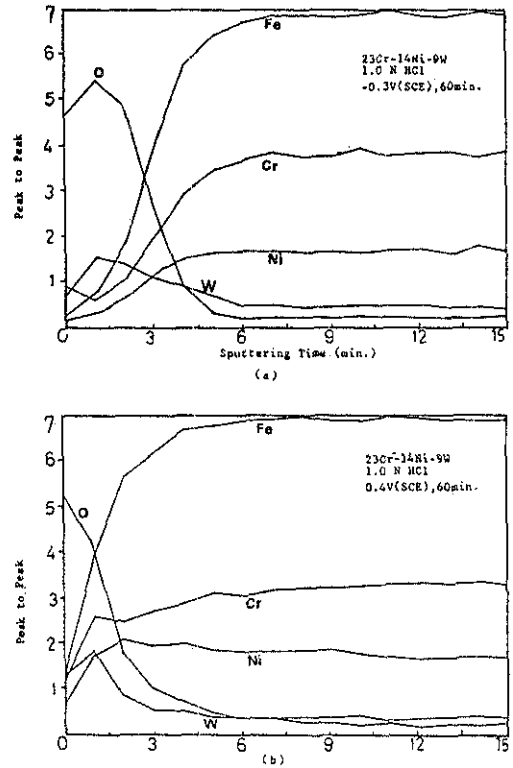 7
6
5
4
3
2
1
Peak to Peak
O
Fe
Cr
Ni
W
23Cr-14Ni-9W
1.0 N HCl
-0.3V(SCE),60min.
0 3 6 9 12 15
Sputtering Time (min.)
(a)
7
6
5
4
3
2
1
Peak to Peak
O
Fe
Cr
Ni
W
23Cr-14Ni-9W
1.0 N HCl
0.4V(SCE),60min.
0 3 6 9 12 15
(b)